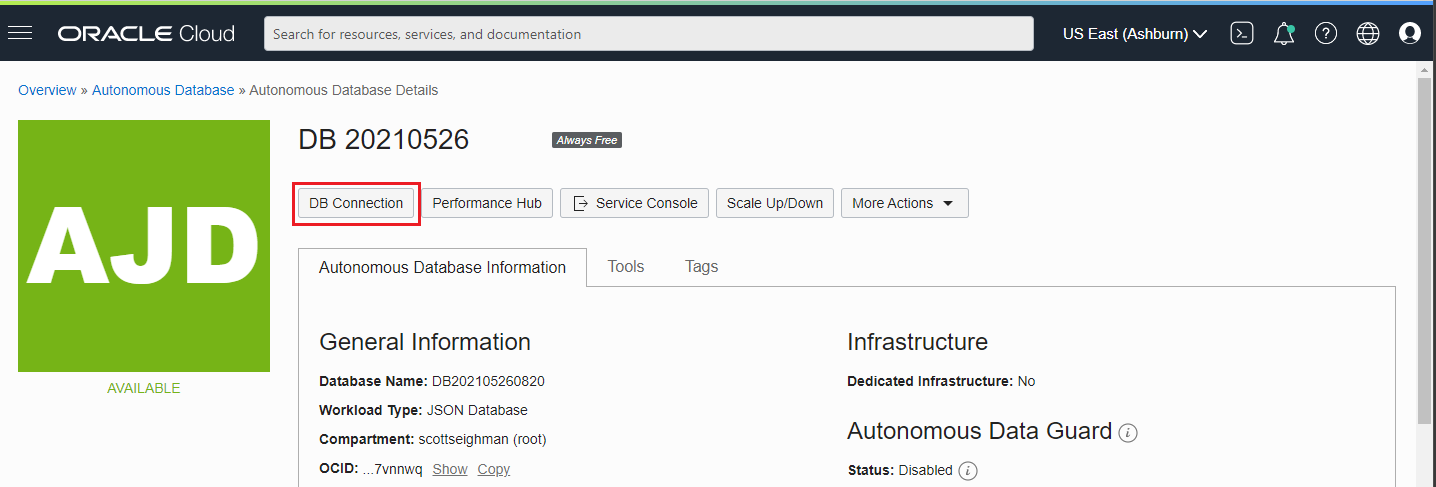 ORACLE Cloud
Search for resources, services, and documentation
US East (Ashburn)
Overview » Autonomous Database » Autonomous Database Details
AJD
AVAILABLE
DB 20210526
Always Free
DB Connection
Performance Hub
Service Console
Scale Up/Down
More Actions
Autonomous Database Information
Tools
Tags
General Information
Database Name: DB202105260820
Workload Type: JSON Database
Compartment: scottseighman (root)
OCID: ...7vnnwq Show Copy
Infrastructure
Dedicated Infrastructure: No
Autonomous Data Guard
Status: Disabled